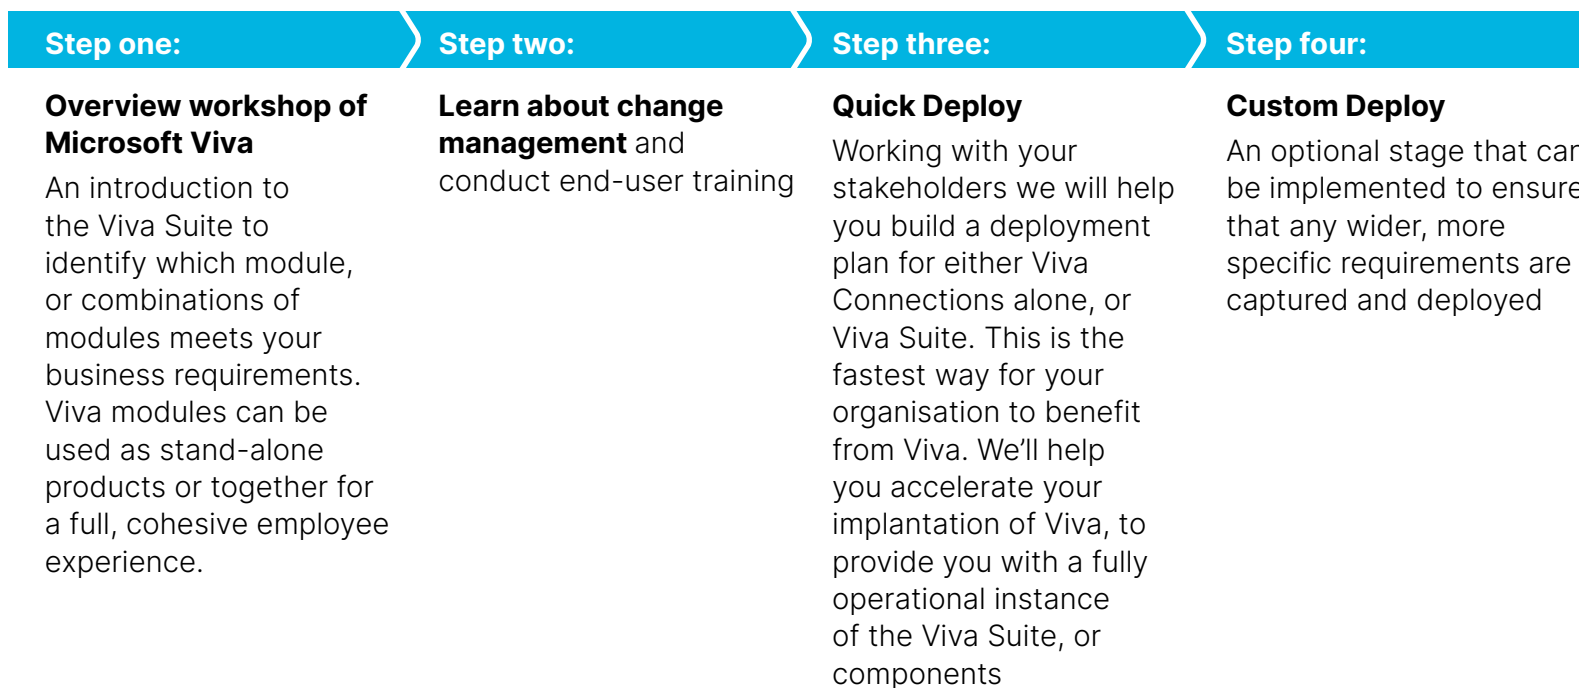 Step one:
Overview workshop of
Microsoft Viva
An introduction to
the Viva Suite to
identify which module,
or combinations of
modules meets your
business requirements.
Viva modules can be
used as stand-alone
products or together for
a full, cohesive employee
experience.
Step two:
Learn about change
management and
conduct end-user training
Step three:
Quick Deploy
Working with your
stakeholders we will help
you build a deployment
plan for either Viva
Connections alone, or
Viva Suite. This is the
fastest way for your
organisation to benefit
from Viva. We’ll help
you accelerate your
implantation of Viva, to
provide you with a fully
operational instance
of the Viva Suite, or
components
Step four:
Custom Deploy
An optional stage that can
be implemented to ensure
that any wider, more
specific requirements are
captured and deployed